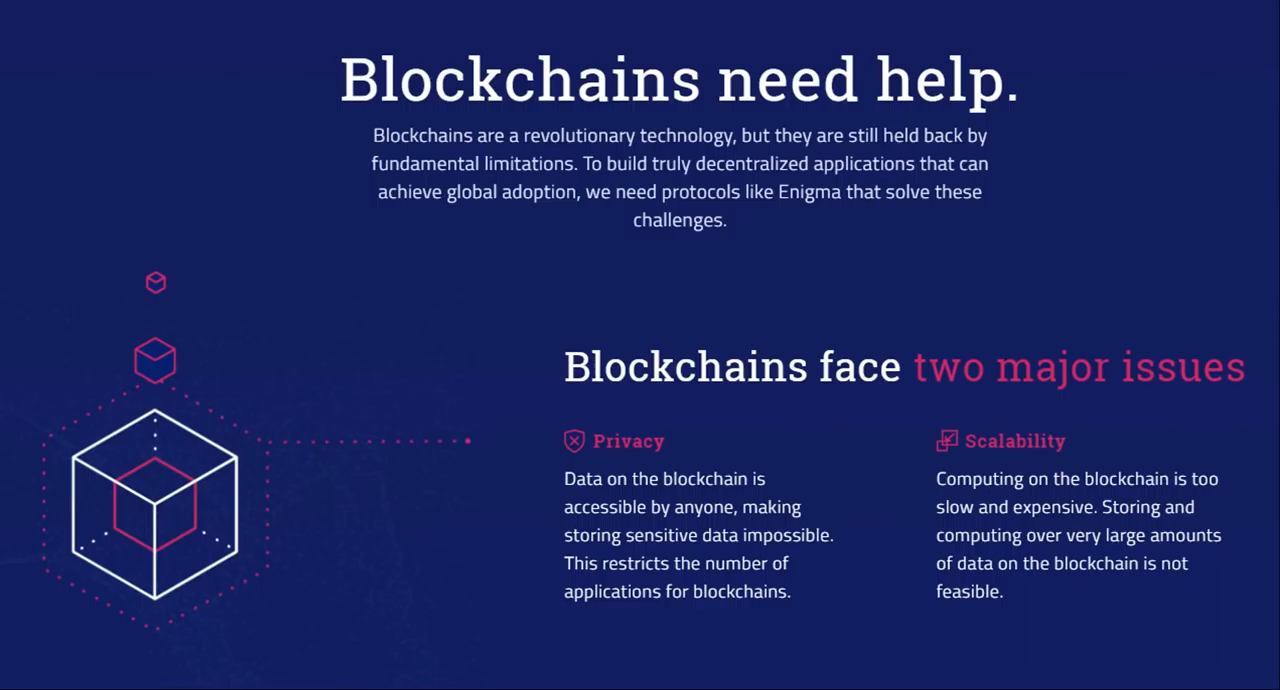 Blockchains need help.
Blockchains are a revolutionary technology, but they are still held back by
fundamental limitations. To build truly decentralized applications that can
achieve global adoption, we need protocols like Enigma that solve these
challenges.
Blockchains face two major issues
Privacy
Data on the blockchain is
accessible by anyone, making
storing sensitive data impossible.
This restricts the number of
applications for blockchains.
Scalability
Computing on the blockchain is too
slow and expensive. Storing and
computing over very large amounts
of data on the blockchain is not
feasible.